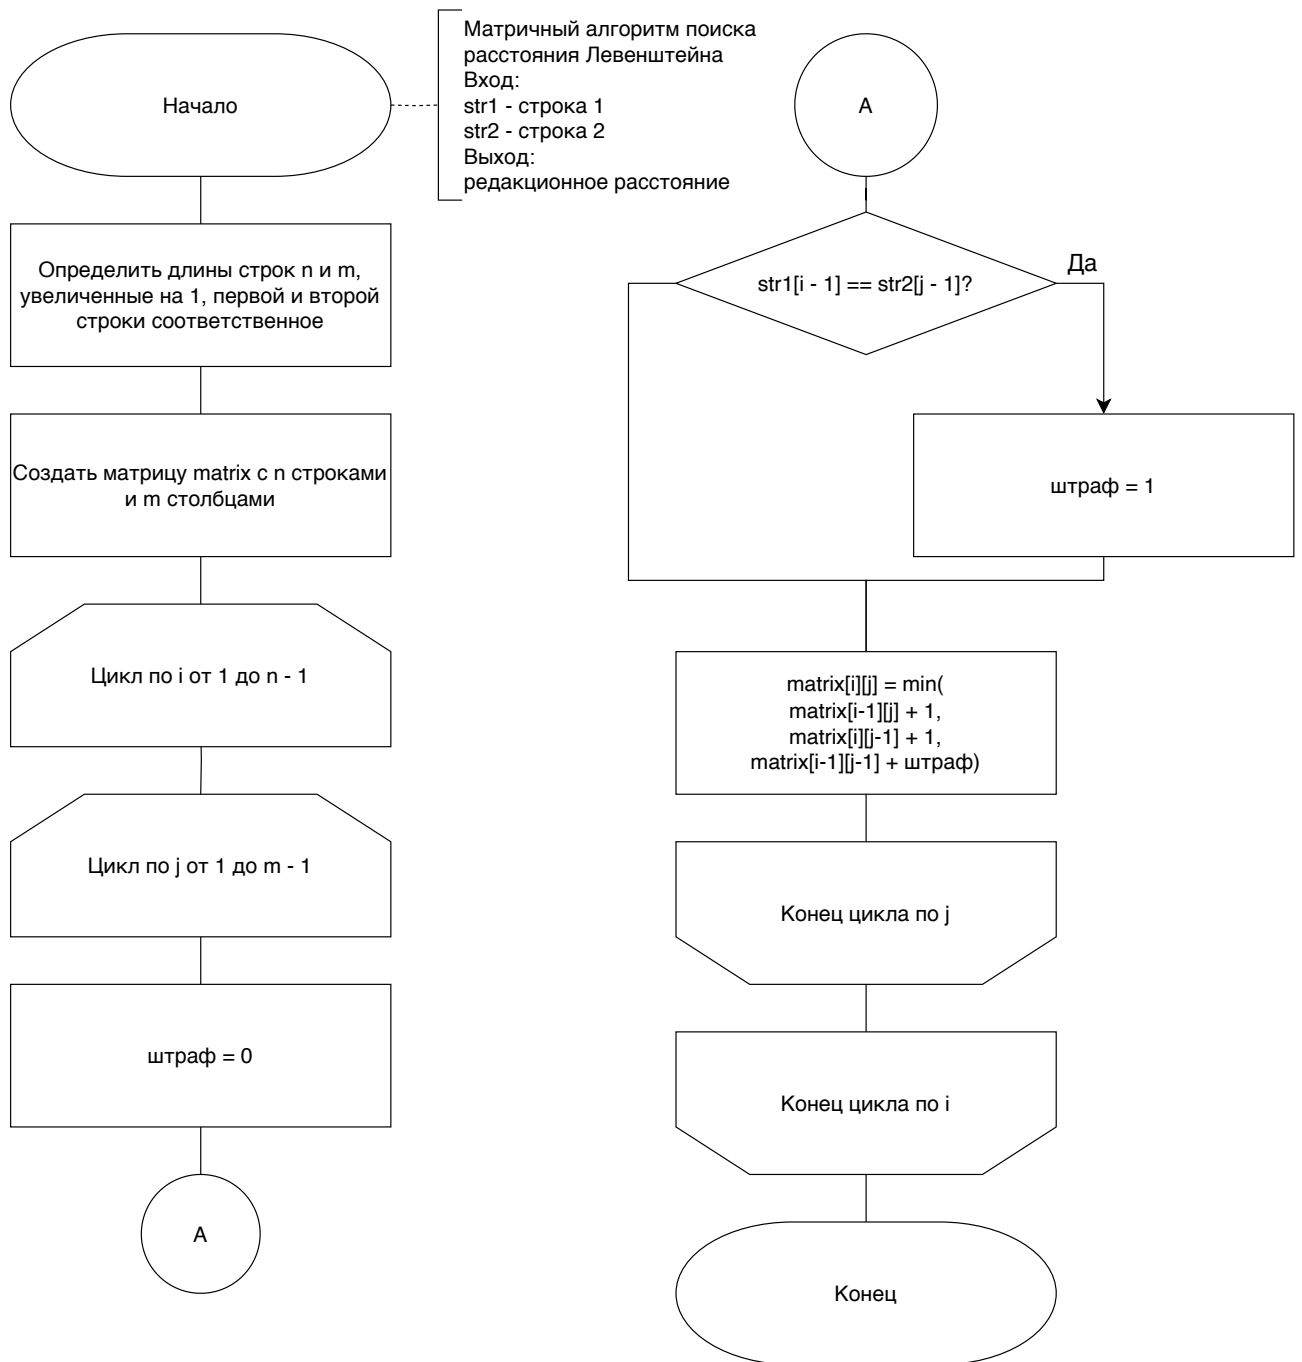 Начало
Матричный алгоритм поиска
расстояния Левенштейна
Вход:
str1 - строка 1
str2 - строка 2
Выход:
редакционное расстояние
Определить длины строк n и m,
увеличенные на 1, первой и второй
строки соответственное
Создать матрицу matrix с n строками
и m столбцами
Цикл по i от 1 до n - 1
Цикл по j от 1 до m - 1
штраф = 0
А
А
str1[i - 1] == str2[j - 1]?
Да
штраф = 1
matrix[i][j] = min(
matrix[i-1][j] + 1,
matrix[i][j-1] + 1,
matrix[i-1][j-1] + штраф)
Конец цикла по j
Конец цикла по i
Конец